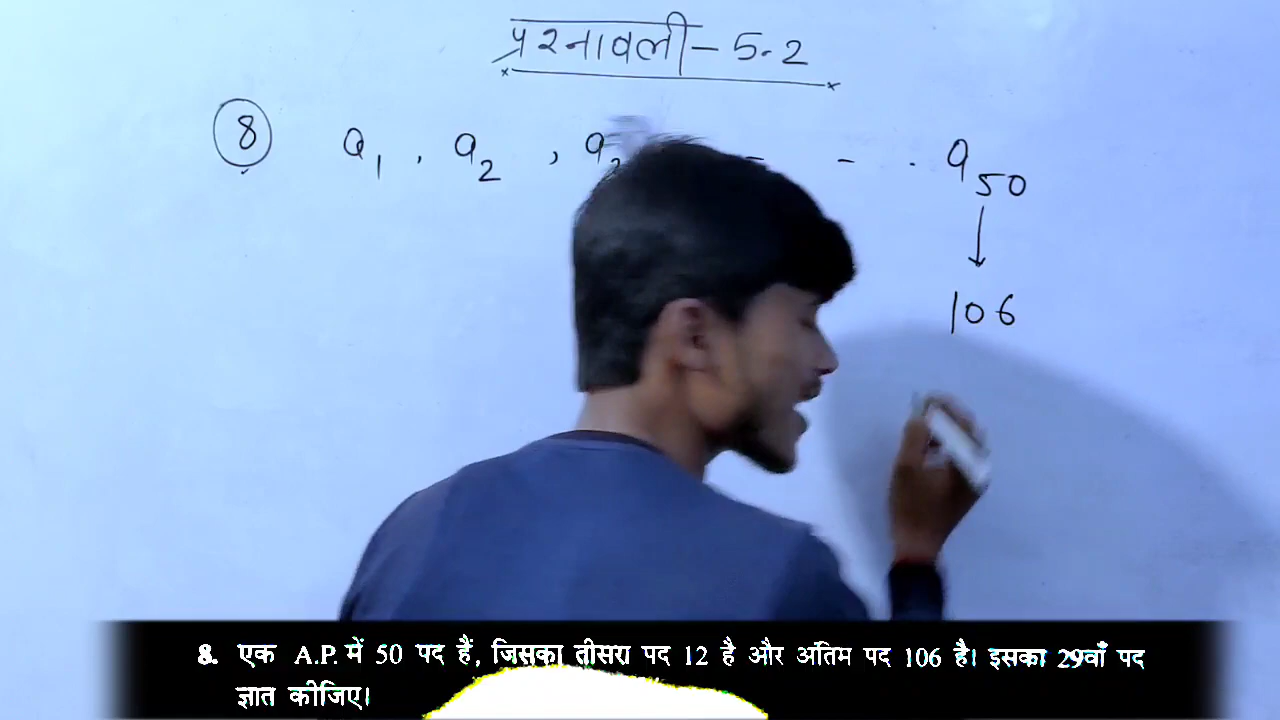 प्रश्नावली - 5.2
8 a1, a2, a3 - - . a50
106
8. एक A.P. में 50 पद हैं, जिसका तीसरा पद 12 है और अंतिम पद 106 है। इसका 29वाँ पद
ज्ञात कीजिए।